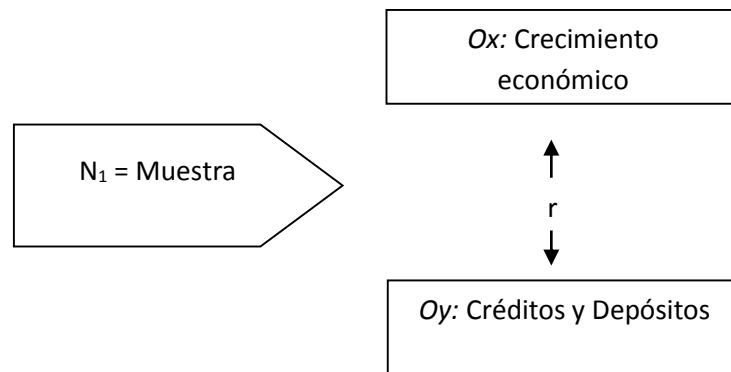 Ox: Crecimiento
económico
N₁ = Muestra
r
Oy: Créditos y Depósitos